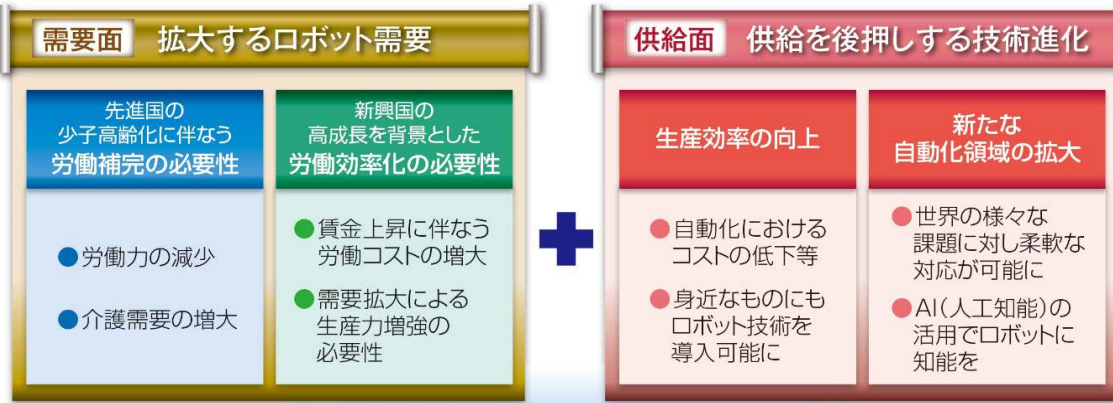 需要面 拡大するロボット需要
先進国の
少子高齢化に伴なう
労働補完の必要性
●労働力の減少
●介護需要の増大
新興国の
高成長を背景とした
労働効率化の必要性
●賃金上昇に伴なう
労働コストの増大
●需要拡大による
生産力増強の
必要性
供給面 供給を後押しする技術進化
生産効率の向上
●自動化における
コストの低下等
●身近なものにも
ロボット技術を
導入可能に
新たな
自動化領域の拡大
●世界の様々な
課題に対し柔軟な
対応が可能に
●AI(人工知能)の
活用でロボットに
知能を